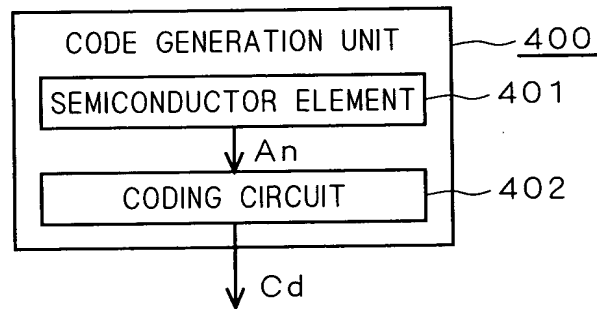 CODE GENERATION UNIT
400
SEMICONDUCTOR ELEMENT
401
An
CODING CIRCUIT
402
Cd